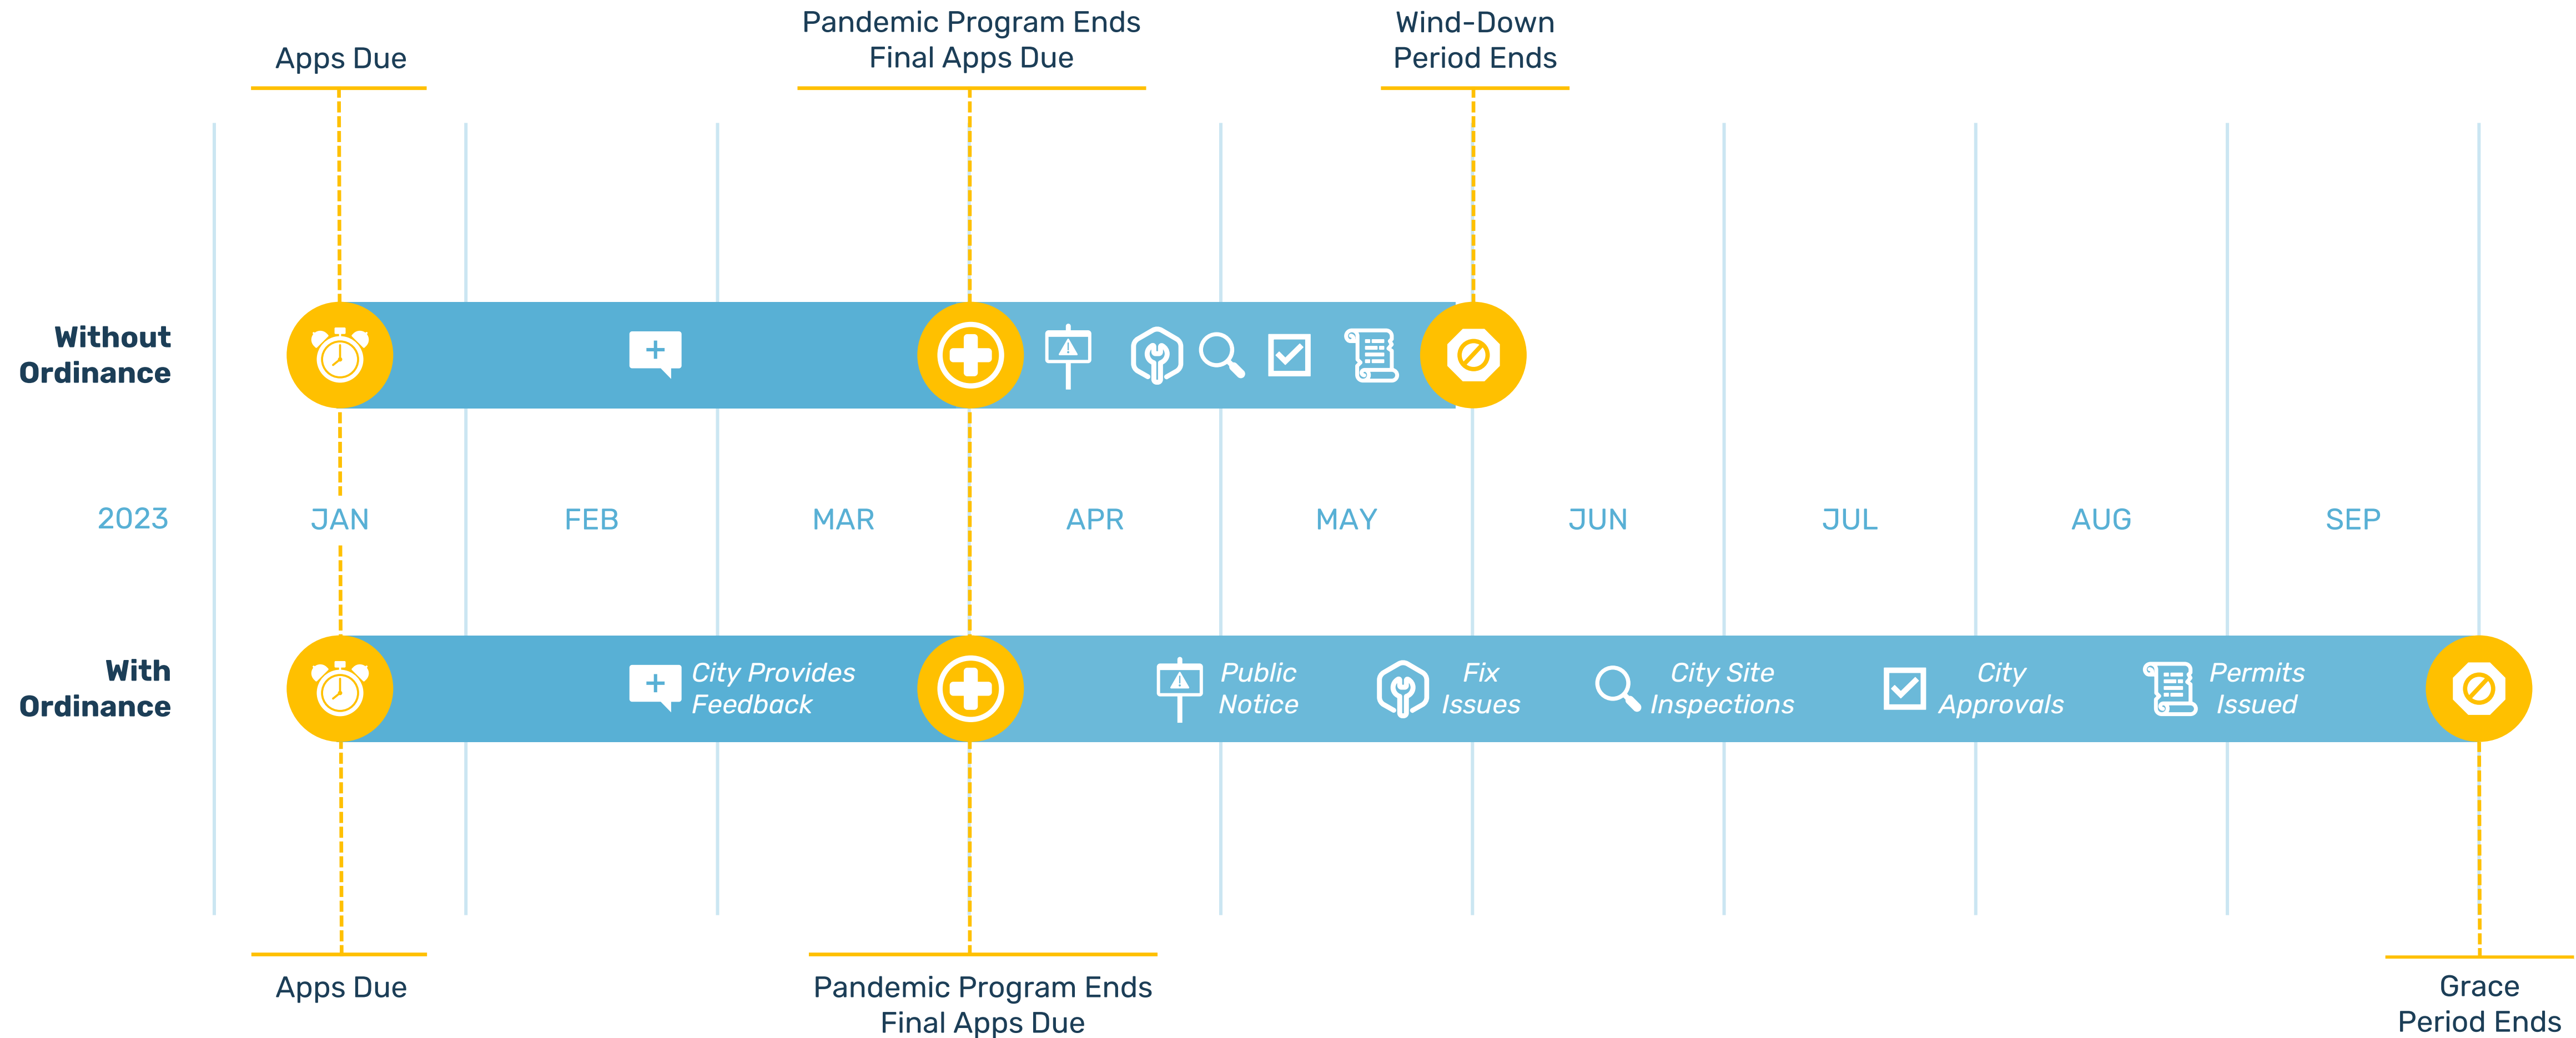 Apps Due
Pandemic Program Ends
Final Apps Due
Wind-Down
Period Ends
Without
Ordinance
2023
JAN
FEB
MAR
APR
MAY
JUN
JUL
AUG
SEP
With
Ordinance
City Provides
Feedback
Public
Notice
Fix
Issues
City Site
Inspections
City
Approvals
Permits
Issued
Apps Due
Pandemic Program Ends
Final Apps Due
Grace
Period Ends